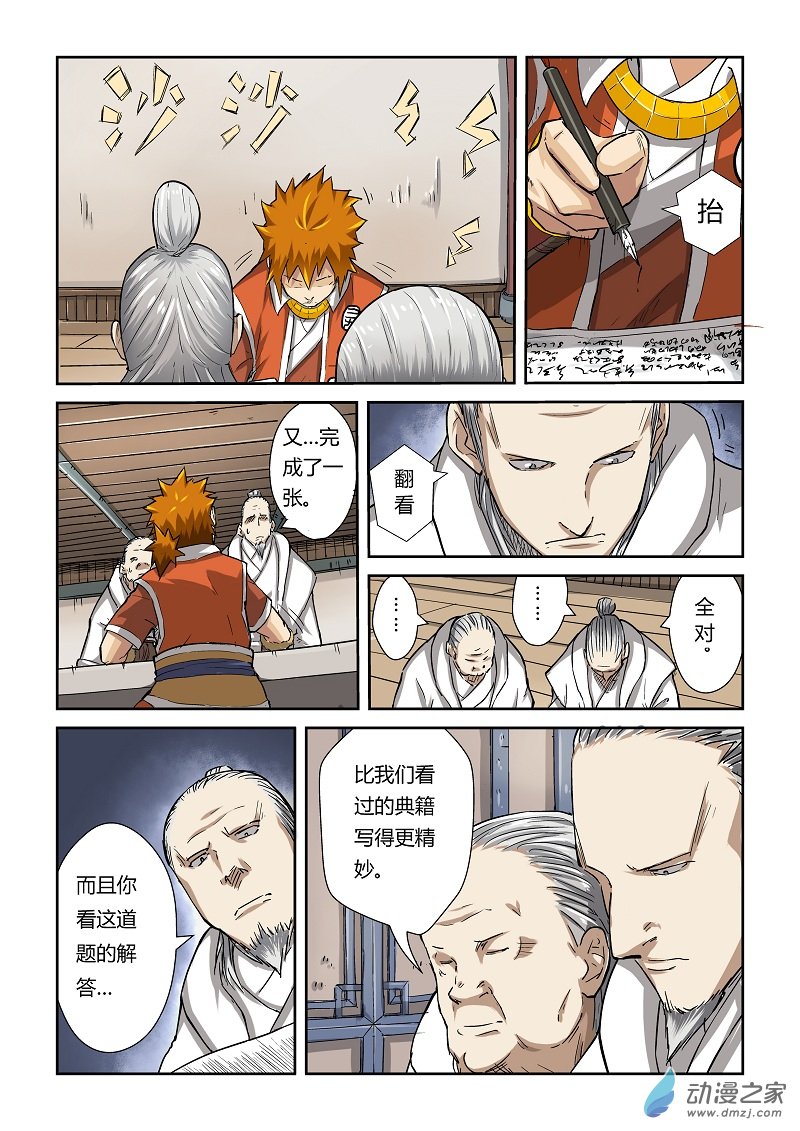 沙
沙
抬
又…完
成了一
张。
翻
看
……
……
全
对。
而且你
看这道
题的解
答…
比我们看
过的典籍
写得更精
妙。
动漫之家
www.dmzj.com